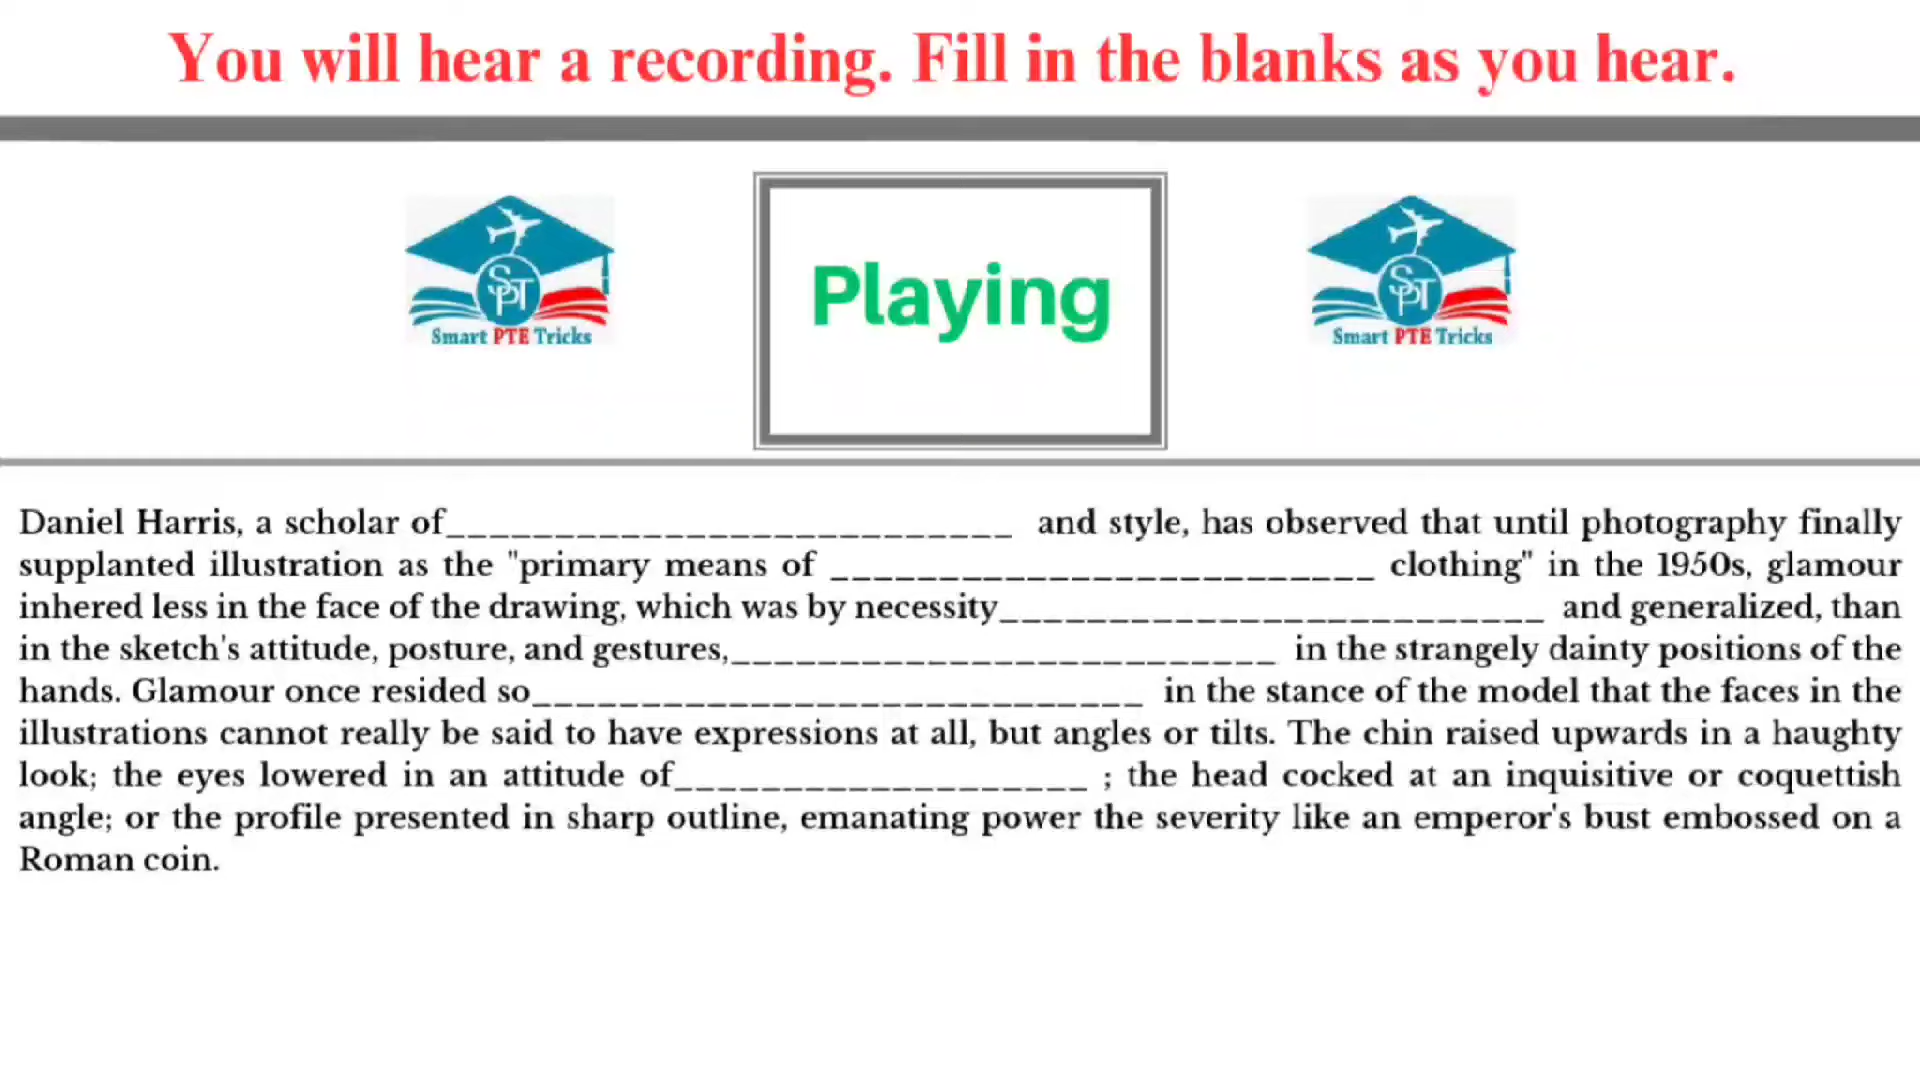 You will hear a recording. Fill in the blanks as you hear.
SPT
Smart PTE Tricks
Playing
SPT
Smart PTE Tricks
Daniel Harris, a scholar of__________________________ and style, has observed that until photography finally
supplanted illustration as the "primary means of _________________________ clothing" in the 1950s, glamour
inhered less in the face of the drawing, which was by necessity_________________________ and generalized, than
in the sketch's attitude, posture, and gestures,_________________________ in the strangely dainty positions of the
hands. Glamour once resided so____________________________ in the stance of the model that the faces in the
illustrations cannot really be said to have expressions at all, but angles or tilts. The chin raised upwards in a haughty
look; the eyes lowered in an attitude of___________________ ; the head cocked at an inquisitive or coquettish
angle; or the profile presented in sharp outline, emanating power the severity like an emperor's bust embossed on a
Roman coin.